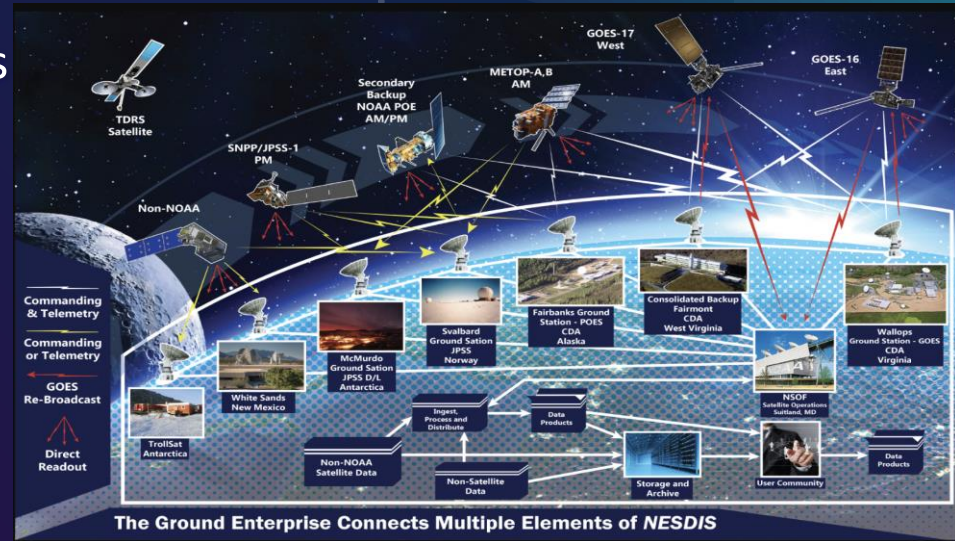 S
TDRS
Satellite
SNPP/JPSS-1
PM
Secondary
Backup
NOAA POE
AM/PM
METOP-A,B
AM
GOES-17
West
GOES-16
East
Non-NOAA
Commanding
& Telemetry
Commanding
or Telemetry
GOES
Re-Broadcast
Direct
Readout
TrollSat
Antarctica
White Sands
New Mexico
McMurdo
Ground Sation
JPSS D/L
Antarctica
Svalbard
Ground Sation
JPSS
Norway
Fairbanks Ground
Station - POES
CDA
Alaska
Consolidated Backup
Fairmont
CDA
West Virginia
NSOF
Satellite Operations
Suitland, MD
Wallops
Ground Station - GOES
CDA
Virginia
Ingest,
Process and
Distribute
Data
Products
Non-NOAA
Satellite Data
Non-Satellite
Data
Storage and
Archive
User Community
Data
Products
The Ground Enterprise Connects Multiple Elements of NESDIS